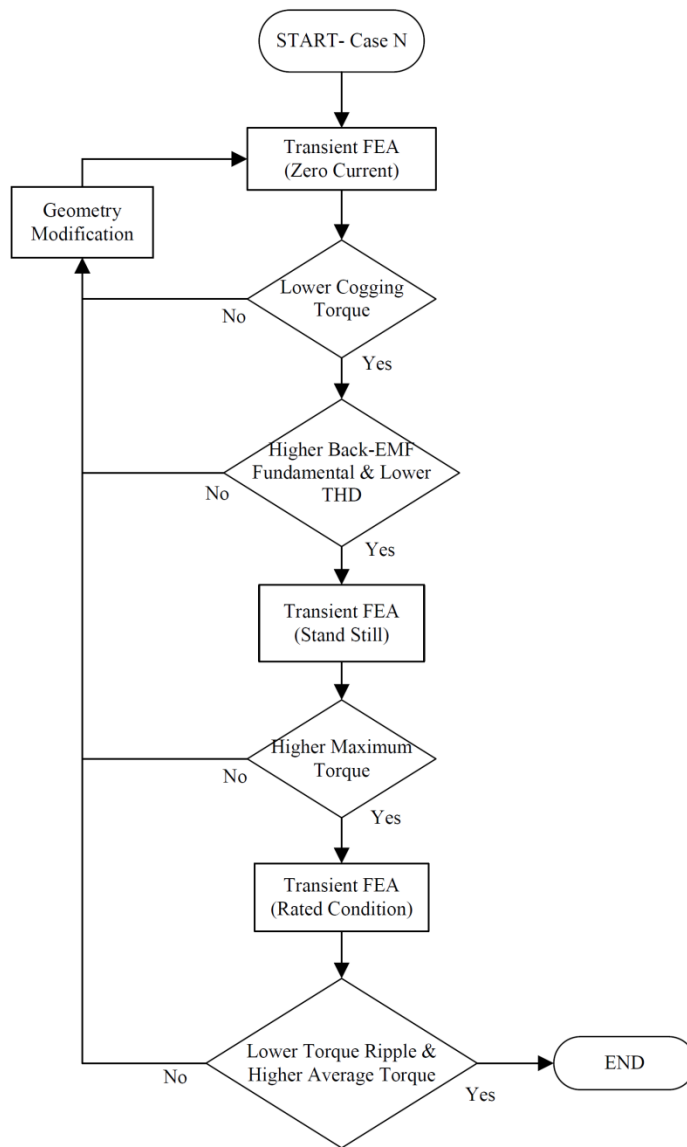 START- Case N
Transient FEA
(Zero Current)
Geometry
Modification
Lower Cogging
Torque
No
Yes
Higher Back-EMF
Fundamental & Lower
THD
No
Yes
Transient FEA
(Stand Still)
Higher Maximum
Torque
No
Yes
Transient FEA
(Rated Condition)
Lower Torque Ripple &
Higher Average Torque
No
Yes
END